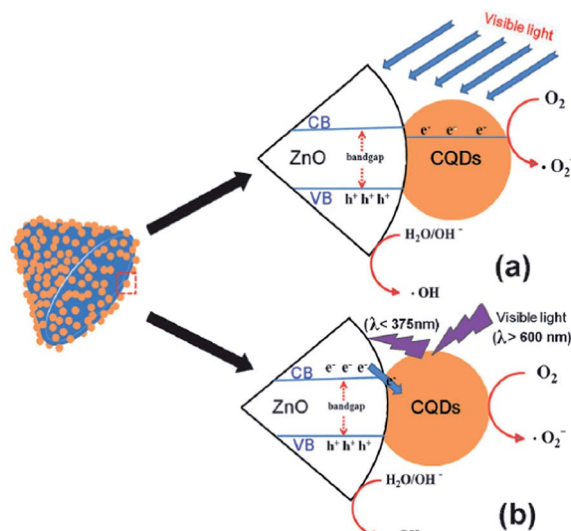 Visible light
O₂
CB
e⁻ e⁻ e⁻
ZnO
bandgap
CQDs
· O₂
VB
h⁺ h⁺ h⁺
H₂O/OH⁻
(a)
· OH
(λ< 375nm)
Visible light
(λ> 600 nm)
CB
e⁻ e⁻ e⁻
e⁻
O₂
ZnO
bandgap
CQDs
· O₂⁻
VB
h⁺ h⁺ h⁺
H₂O/OH⁻
(b)